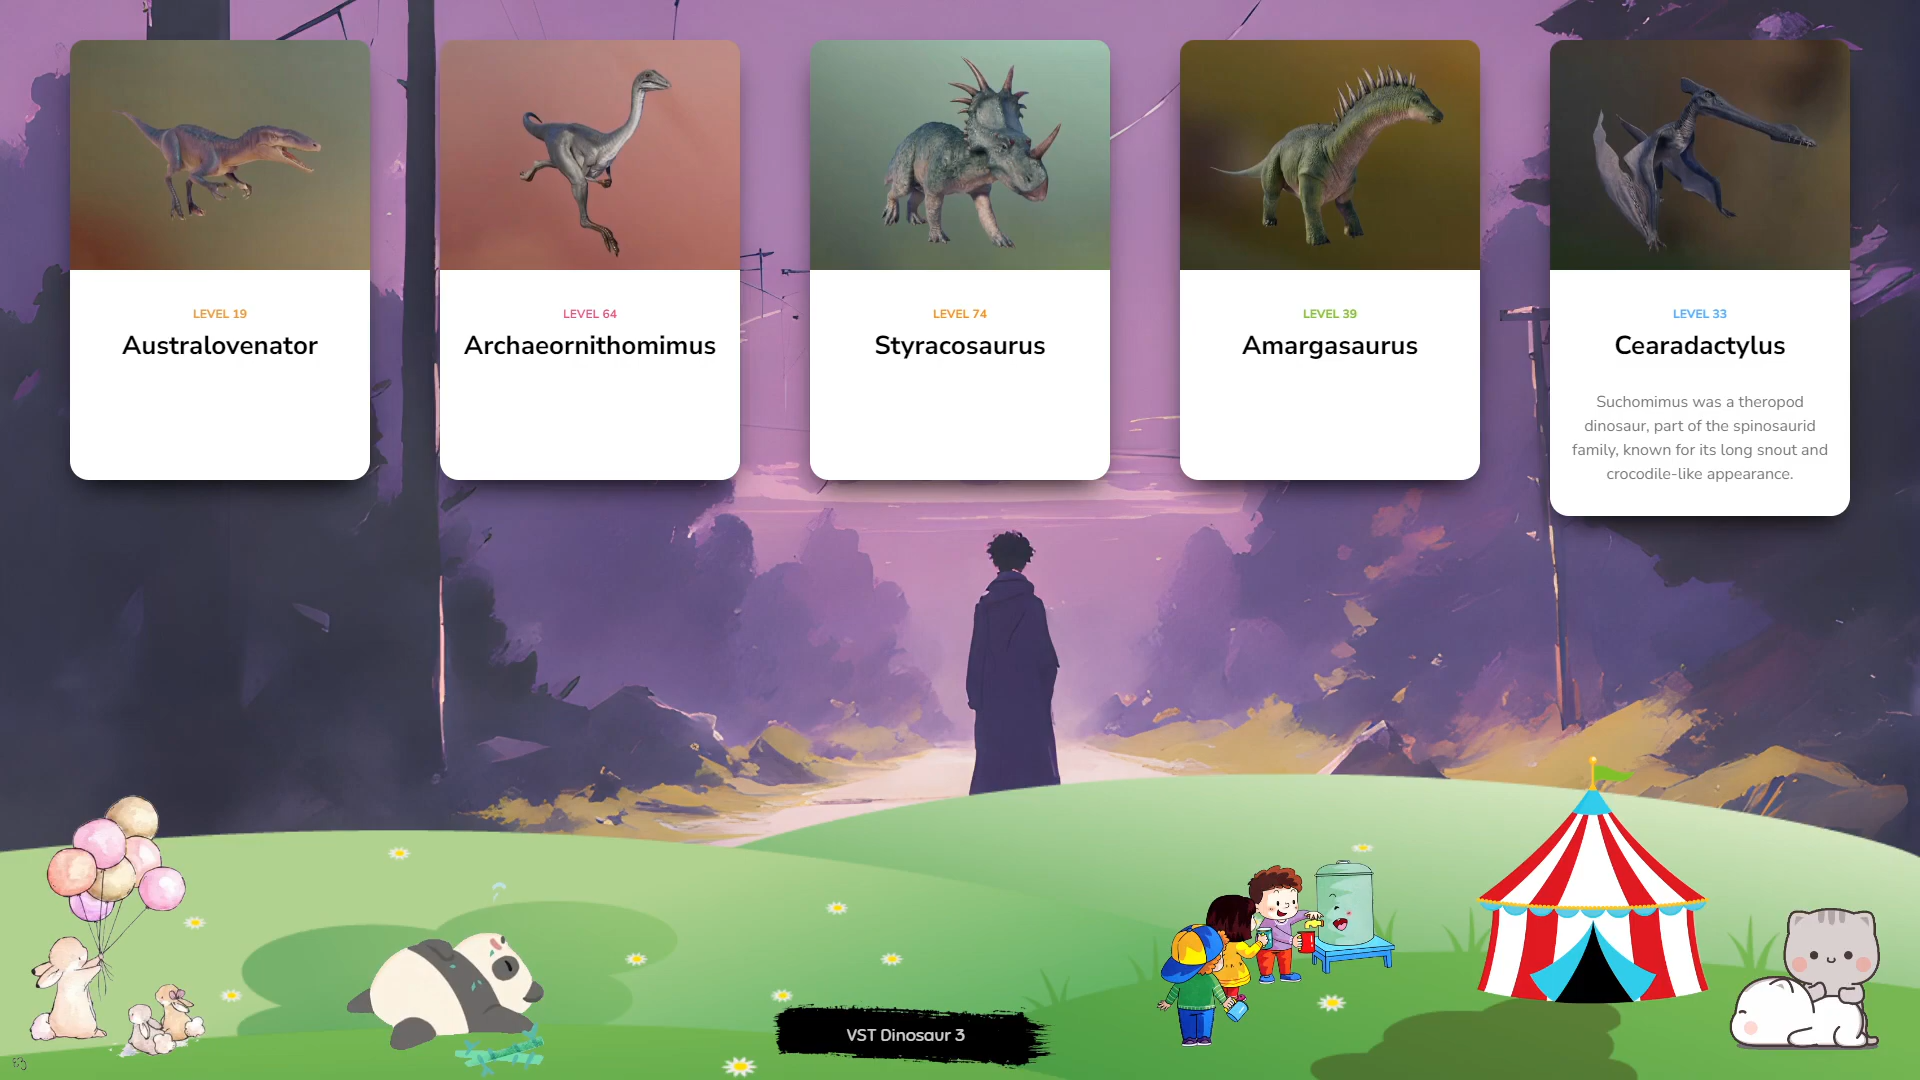 LEVEL 19
Australovenator
LEVEL 64
Archaeornithomimus
LEVEL 74
Styracosaurus
LEVEL 39
Amargasaurus
LEVEL 33
Cearadactylus
Suchomimus was a theropod
dinosaur, part of the spinosaurid
family, known for its long snout and
crocodile-like appearance.
VST Dinosaur 3